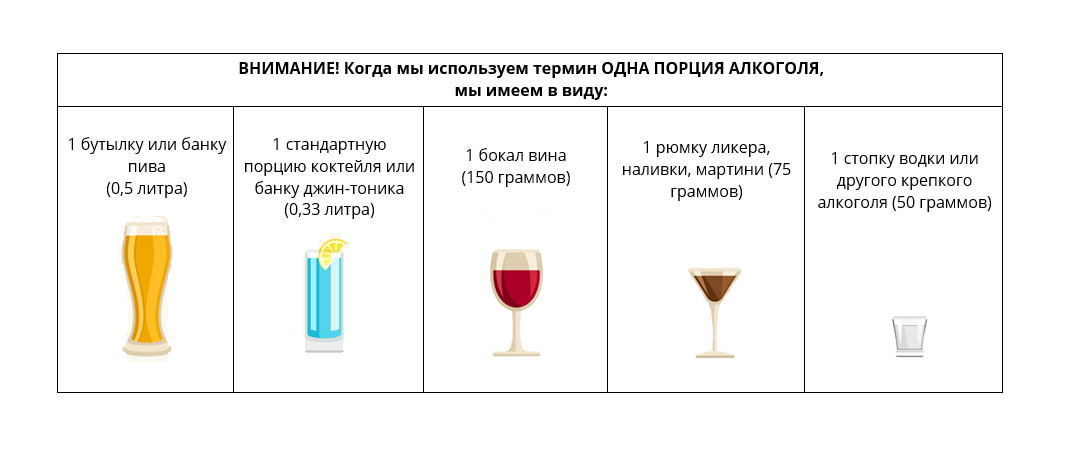 ВНИМАНИЕ! Когда мы используем термин ОДНА ПОРЦИЯ АЛКОГОЛЯ,
мы имеем в виду:
1 бутылку или банку
пива
(0,5 литра)
1 стандартную
порцию коктейля или
банку джин-тоника
(0,33 литра)
1 бокал вина
(150 граммов)
1 рюмку ликера,
наливки, мартини (75
граммов)
1 стопку водки или
другого крепкого
алкоголя (50 граммов)